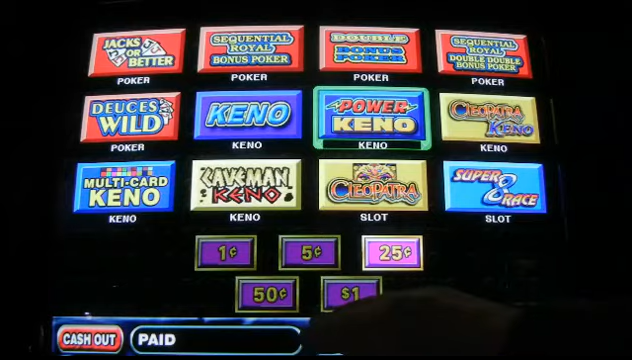 JACKS
OR
BETTER
POKER
SEQUENTIAL
ROYAL
BONUS POKER
POKER
DOUBLE
BONUS
POKER
POKER
SEQUENTIAL
ROYAL
DOUBLE DOUBLE
BONUS POKER
POKER
DEUCES
WILD
POKER
KENO
KENO
POWER
KENO
KENO
CLEOPATRA
KENO
KENO
MULTI-CARD
KENO
KENO
CAVEMAN
KENO
KENO
CLEOPATRA
SLOT
SUPER 8
RACE
SLOT
1¢
5¢
25¢
50¢
$1
CASH OUT
PAID